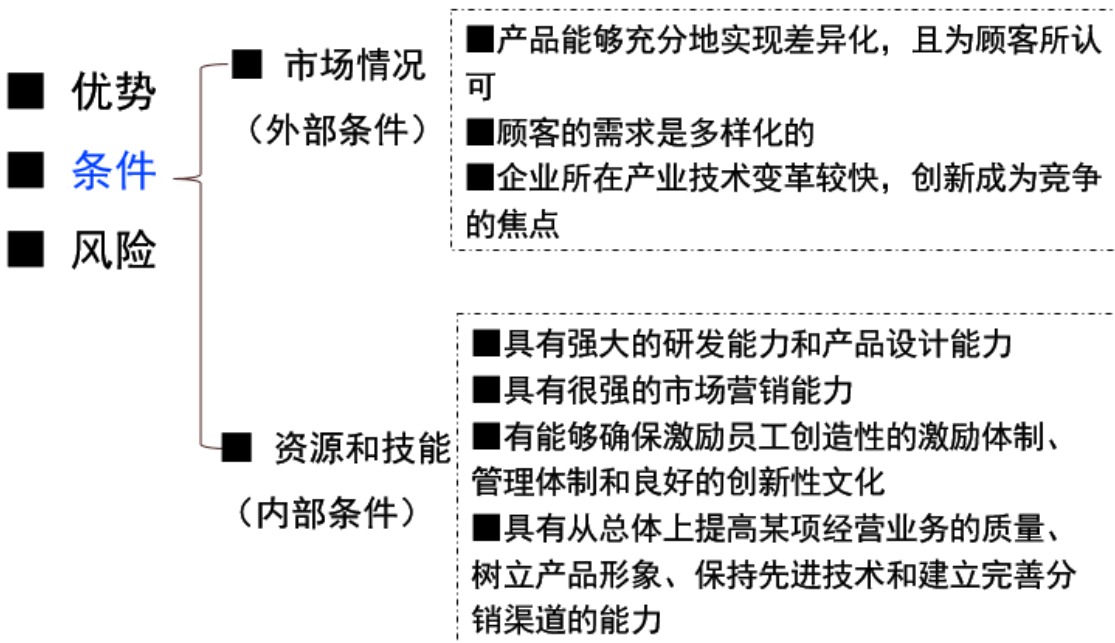 ■ 优势
■ 条件
■ 风险
■ 市场情况
（外部条件）
■产品能够充分地实现差异化，且为顾客所认
可
■顾客的需求是多样化的
■企业所在产业技术变革较快，创新成为竞争
的焦点
■ 资源和技能
（内部条件）
■具有强大的研发能力和产品设计能力
■具有很强的市场营销能力
■有能够确保激励员工创造性的激励体制、
管理体制和良好的创新性文化
■具有从总体上提高某项经营业务的质量、
树立产品形象、保持先进技术和建立完善分
销渠道的能力